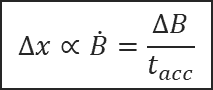 Δx ∝ Ḃ = ΔB / t_acc